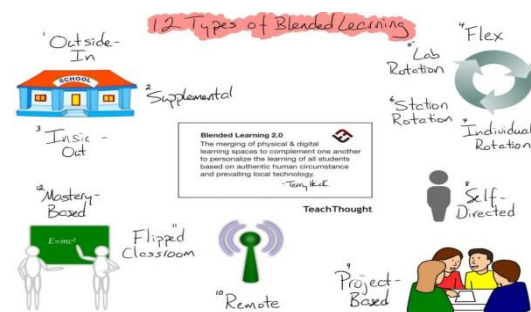 12 Types of Blended Learning
1 Outside-
In
SCHOOL
2 Supplemental
3 Insic -
Out
4 Flex
5 Lab
Rotation
6 Station
Rotation
7 Individual
Rotation
Blended Learning 2.0
The merging of physical & digital
learning spaces to complement one another
to personalize the learning of all students
based on authentic human circumstance
and prevailing local technology.
-Terry Heick
TeachThought
8 Self-
Directed
9 Project-
Based
10 Remote
11 Flipped
Classroom
12 Mastery-
Based
E=mc²